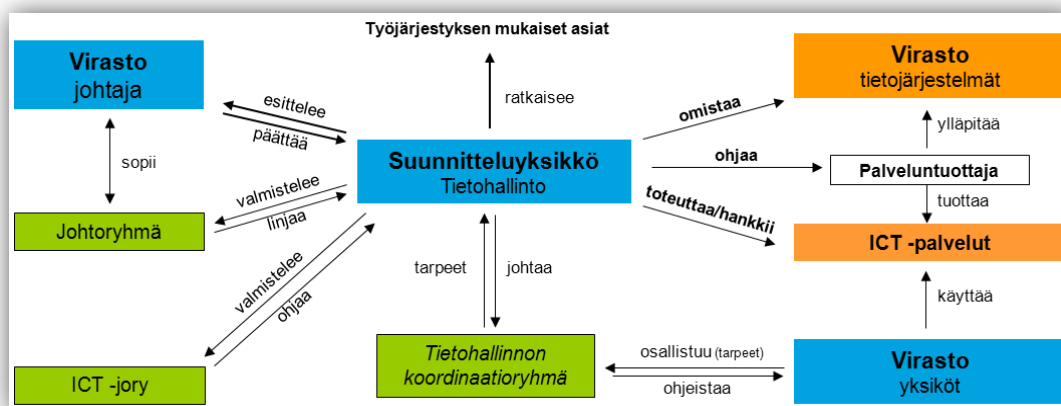 Työjärjestyksen mukaiset asiat
Virasto
johtaja
esittelee
päättää
ratkaisee
omistaa
Virasto
tietojärjestelmät
sopii
Suunnitteluyksikkö
Tietohallinto
ohjaa
ylläpitää
Palveluntuottaja
tuottaa
valmistelee
linjaa
Johtoryhmä
toteuttaa/hankkii
ICT -palvelut
valmistelee
ohjaa
tarpeet
johtaa
käyttää
ICT -jory
Tietohallinnon
koordinaatioryhmä
osallistuu (tarpeet)
ohjeistaa
Virasto
yksiköt